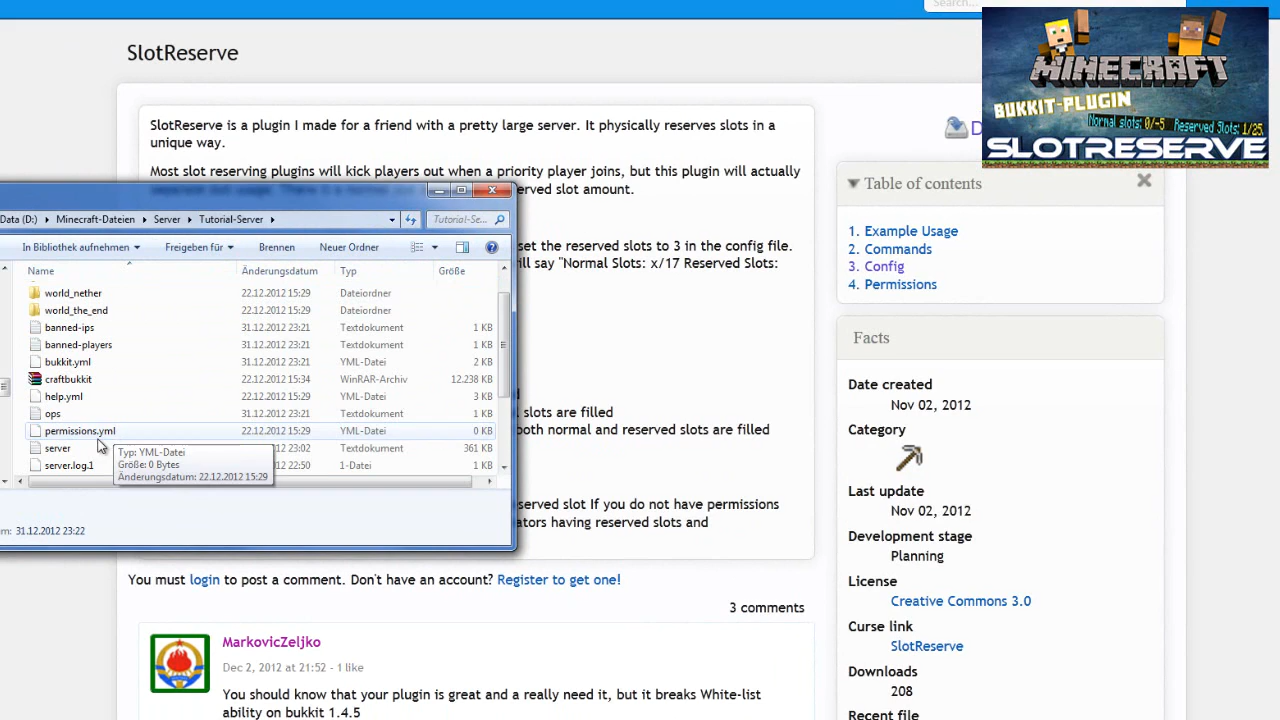 Search...
SlotReserve
SlotReserve is a plugin I made for a friend with a pretty large server. It physically reserves slots in a
unique way.
Most slot reserving plugins will kick players out when a priority player joins, but this plugin will actually
served slot amount.
set the reserved slots to 3 in the config file.
ill say "Normal Slots: x/17 Reserved Slots:
slots are filled
both normal and reserved slots are filled
served slot If you do not have permissions
ators having reserved slots and
Data (D:) Minecraft-Dateien Server Tutorial-Server
Tutorial-Se...
In Bibliothek aufnehmen Freigeben für Brennen Neuer Ordner
Name Änderungsdatum Typ Größe
world_nether 22.12.2012 15:29 Dateiordner
world_the_end 22.12.2012 15:29 Dateiordner
banned-ips 31.12.2012 23:21 Textdokument 1 KB
banned-players 31.12.2012 23:21 Textdokument 1 KB
bukkit.yml 31.12.2012 23:21 YML-Datei 2 KB
craftbukkit 22.12.2012 15:34 WinRAR-Archiv 12.238 KB
help.yml 22.12.2012 15:29 YML-Datei 3 KB
ops 31.12.2012 23:21 Textdokument 1 KB
permissions.yml 22.12.2012 15:29 YML-Datei 0 KB
server 23:02 Textdokument 361 KB
server.log.1 22:50 1-Datei 1 KB
Typ: YML-Datei
Größe: 0 Bytes
Änderungsdatum: 22.12.2012 15:29
m: 31.12.2012 23:22
MINECRAFT
BUKKIT-PLUGIN
Normal slots: 0/-5 Reserved Slots: 1/25
SLOTRESERVE
D
Table of contents
1. Example Usage
2. Commands
3. Config
4. Permissions
Facts
Date created
Nov 02, 2012
Category
Last update
Nov 02, 2012
Development stage
Planning
License
Creative Commons 3.0
Curse link
SlotReserve
Downloads
208
Recent file
You must login to post a comment. Don't have an account? Register to get one!
3 comments
MarkovicZeljko
Dec 2, 2012 at 21:52 - 1 like
You should know that your plugin is great and a really need it, but it breaks White-list
ability on bukkit 1.4.5